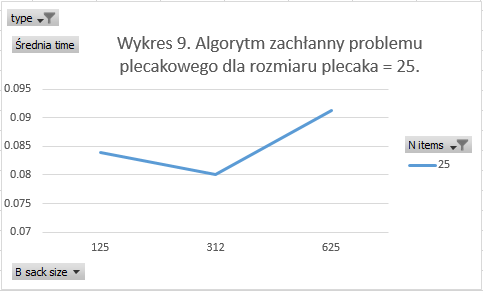 type
Średnia time
Wykres 9. Algorytm zachłanny problemu
plecakowego dla rozmiaru plecaka = 25.
0.095
0.09
0.085
0.08
0.075
0.07
125
312
625
N items
25
B sack size